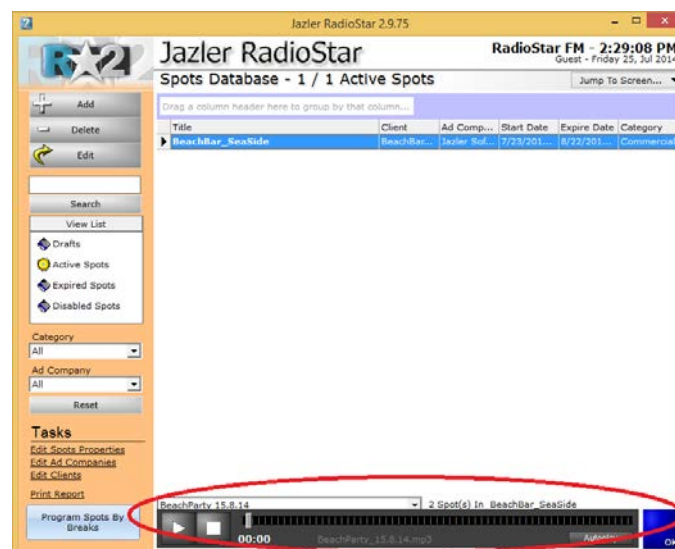 Jazler RadioStar 2.9.75
R 2
Jazler RadioStar
RadioStar FM - 2:29:08 PM
Guest - Friday 25, Jul 2014
Spots Database - 1 / 1 Active Spots
Jump To Screen...
Add
Delete
Edit
Search
View List
Drafts
Active Spots
Expired Spots
Disabled Spots
Category
All
Ad Company
All
Reset
Tasks
Edit Spots Properties
Edit Ad Companies
Edit Clients
Print Report
Program Spots By
Breaks
Drag a column header here to group by that column...
Title Client Ad Comp... Start Date Expire Date Category
BeachBar_SeaSide BeachBar... Jazler Sof... 7/23/201... 8/22/201... Commercial
BeachParty 15.8.14
2 Spot(s) In BeachBar_SeaSide
00:00
BeachParty_15.8.14.mp3
Autoplay
OK